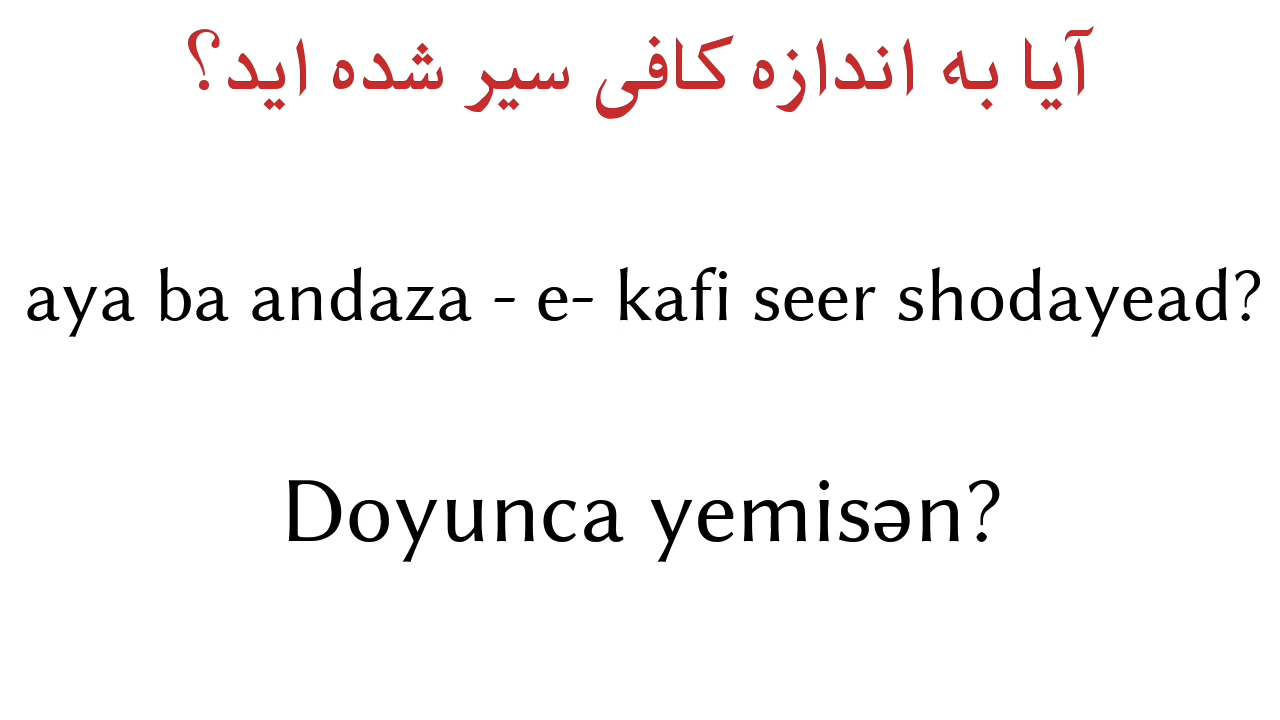 آیا به اندازه کافی سیر شده اید؟
aya ba andaza - e- kafi seer shodayead?
Doyunca yemisən?